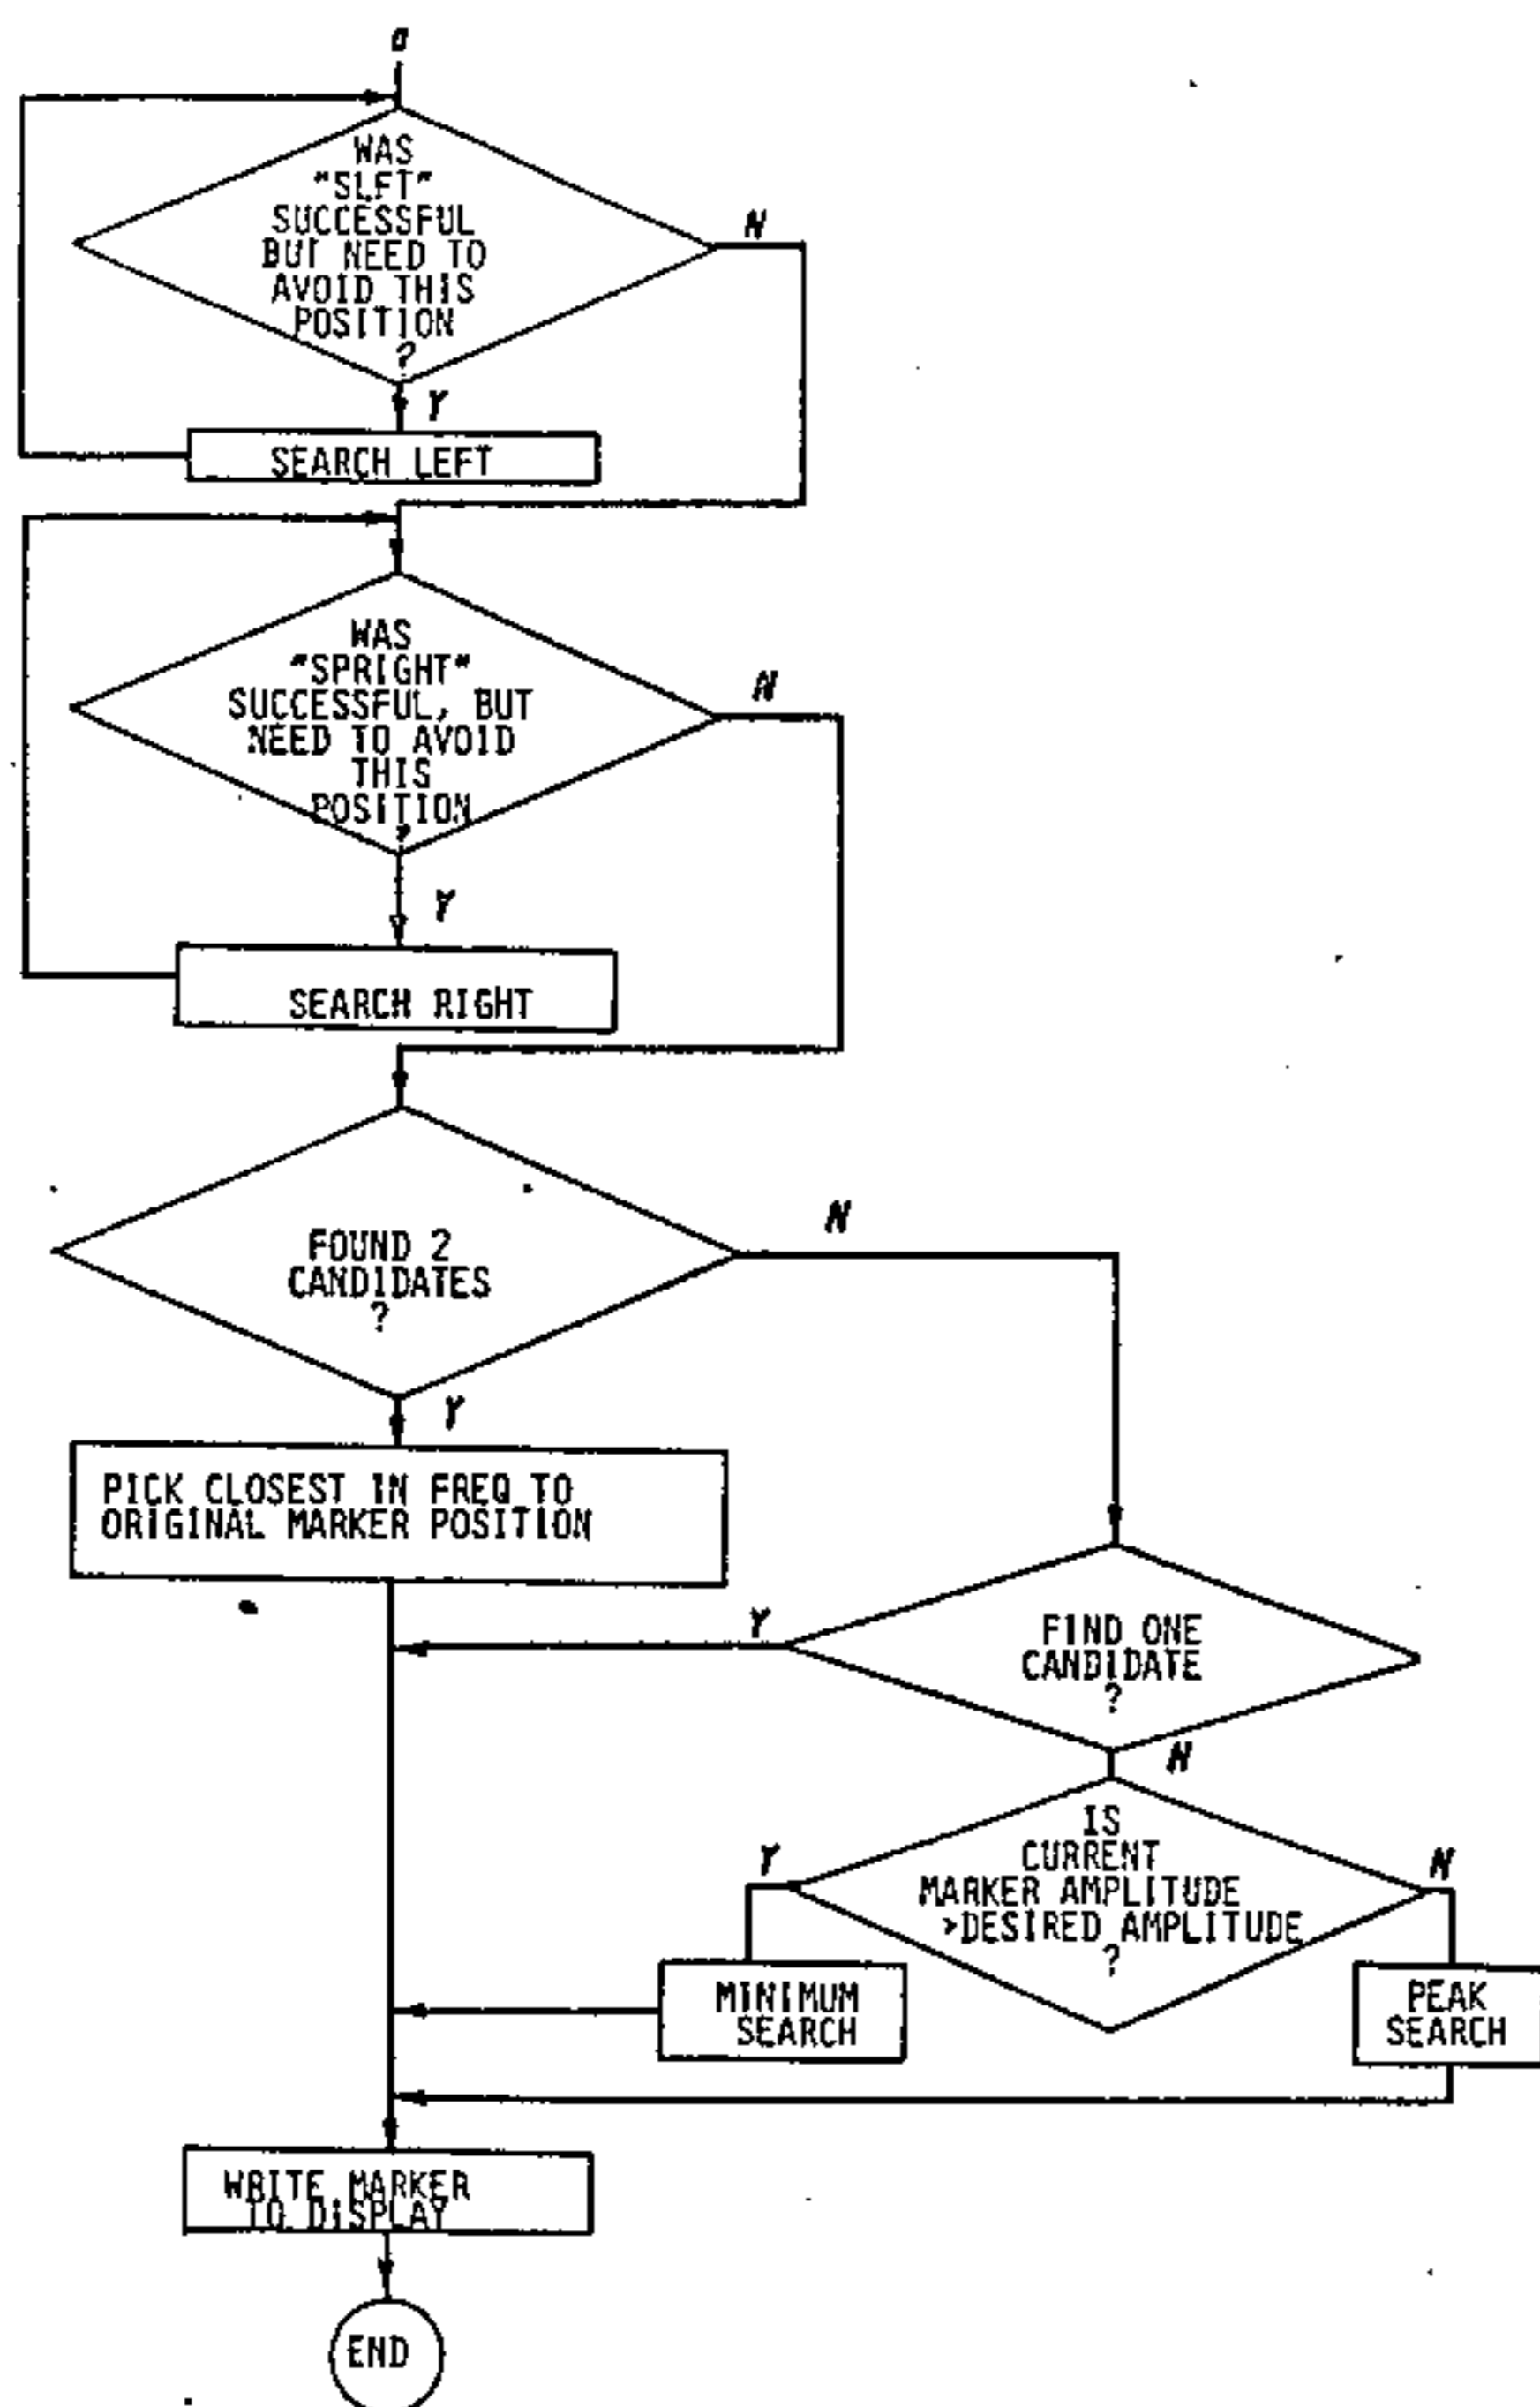 a
WAS
"SLFT"
SUCCESSFUL
BUT NEED TO
AVOID THIS
POSITION
?
N
Y
SEARCH LEFT
WAS
"SPRIGHT"
SUCCESSFUL, BUT
NEED TO AVOID
THIS
POSITION
?
N
Y
SEARCH RIGHT
FOUND 2
CANDIDATES
?
N
Y
PICK CLOSEST IN FREQ TO
ORIGINAL MARKER POSITION
FIND ONE
CANDIDATE
?
Y
N
IS
CURRENT
MARKER AMPLITUDE
>DESIRED AMPLITUDE
?
Y
N
MINIMUM
SEARCH
PEAK
SEARCH
WRITE MARKER
TO DISPLAY
END